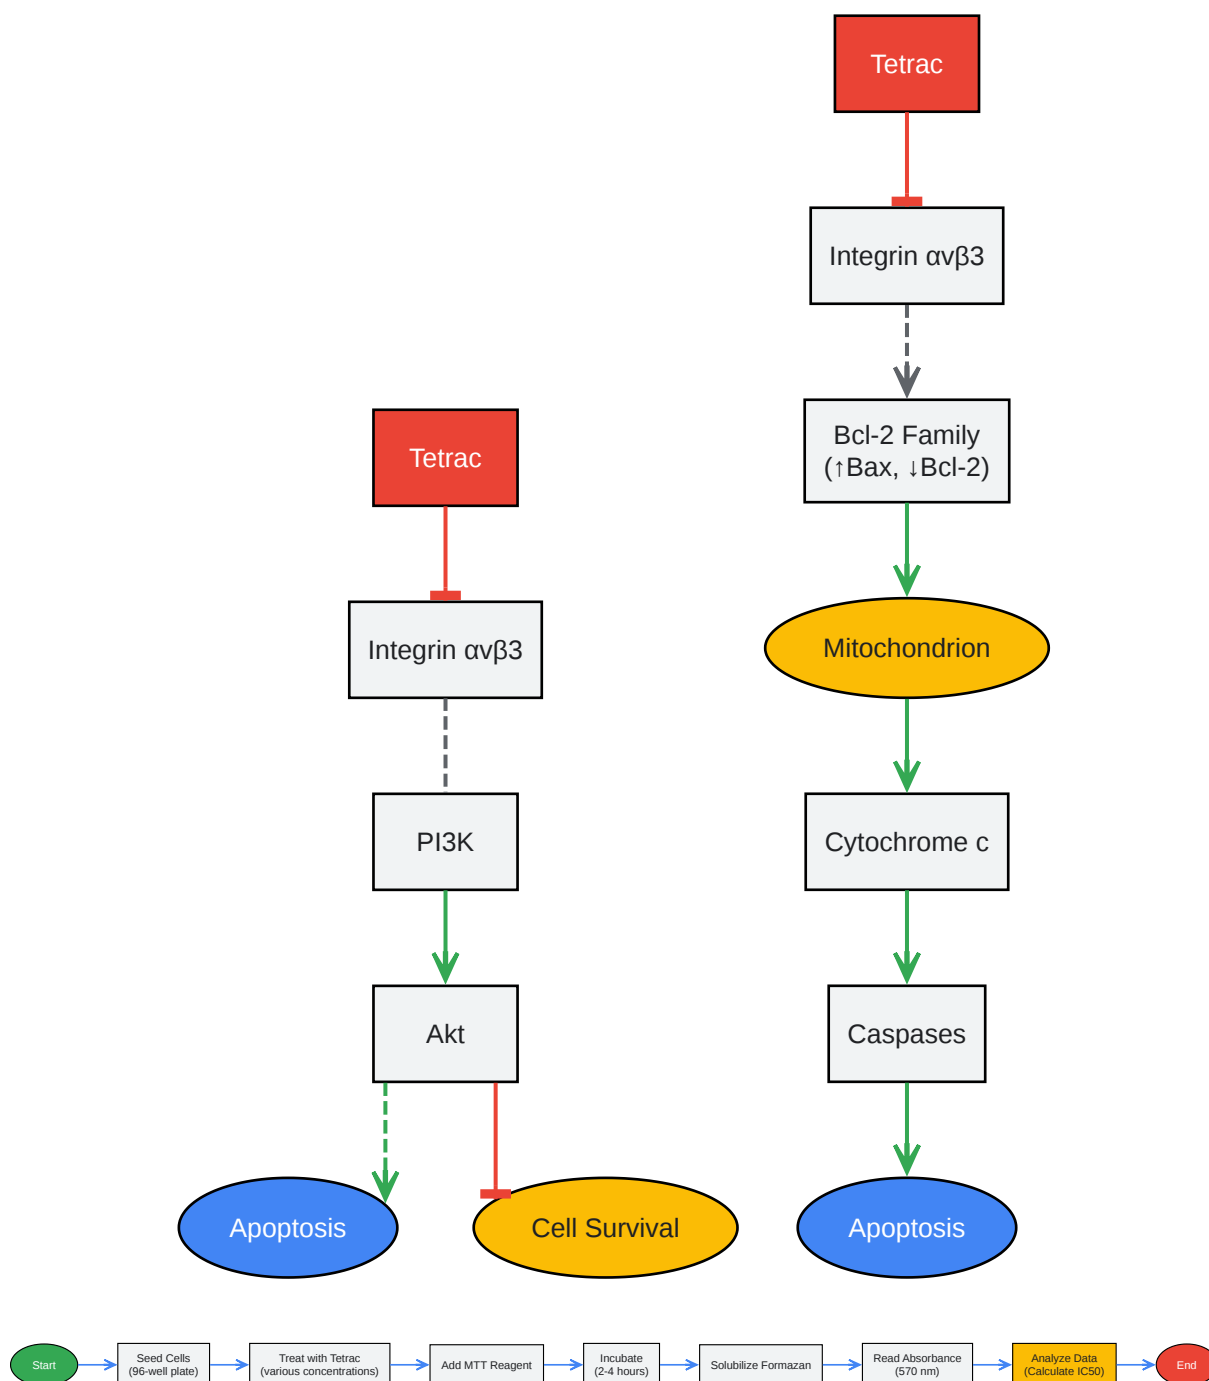 Tetrac
Integrin αvβ3
Bcl-2 Family
(↑Bax, ↓Bcl-2)
Mitochondrion
Cytochrome c
Caspases
Apoptosis
Tetrac
Integrin αvβ3
PI3K
Akt
Apoptosis
Cell Survival
Start
Seed Cells
(96-well plate)
Treat with Tetrac
(various concentrations)
Add MTT Reagent
Incubate
(2-4 hours)
Solubilize Formazan
Read Absorbance
(570 nm)
Analyze Data
(Calculate IC50)
End